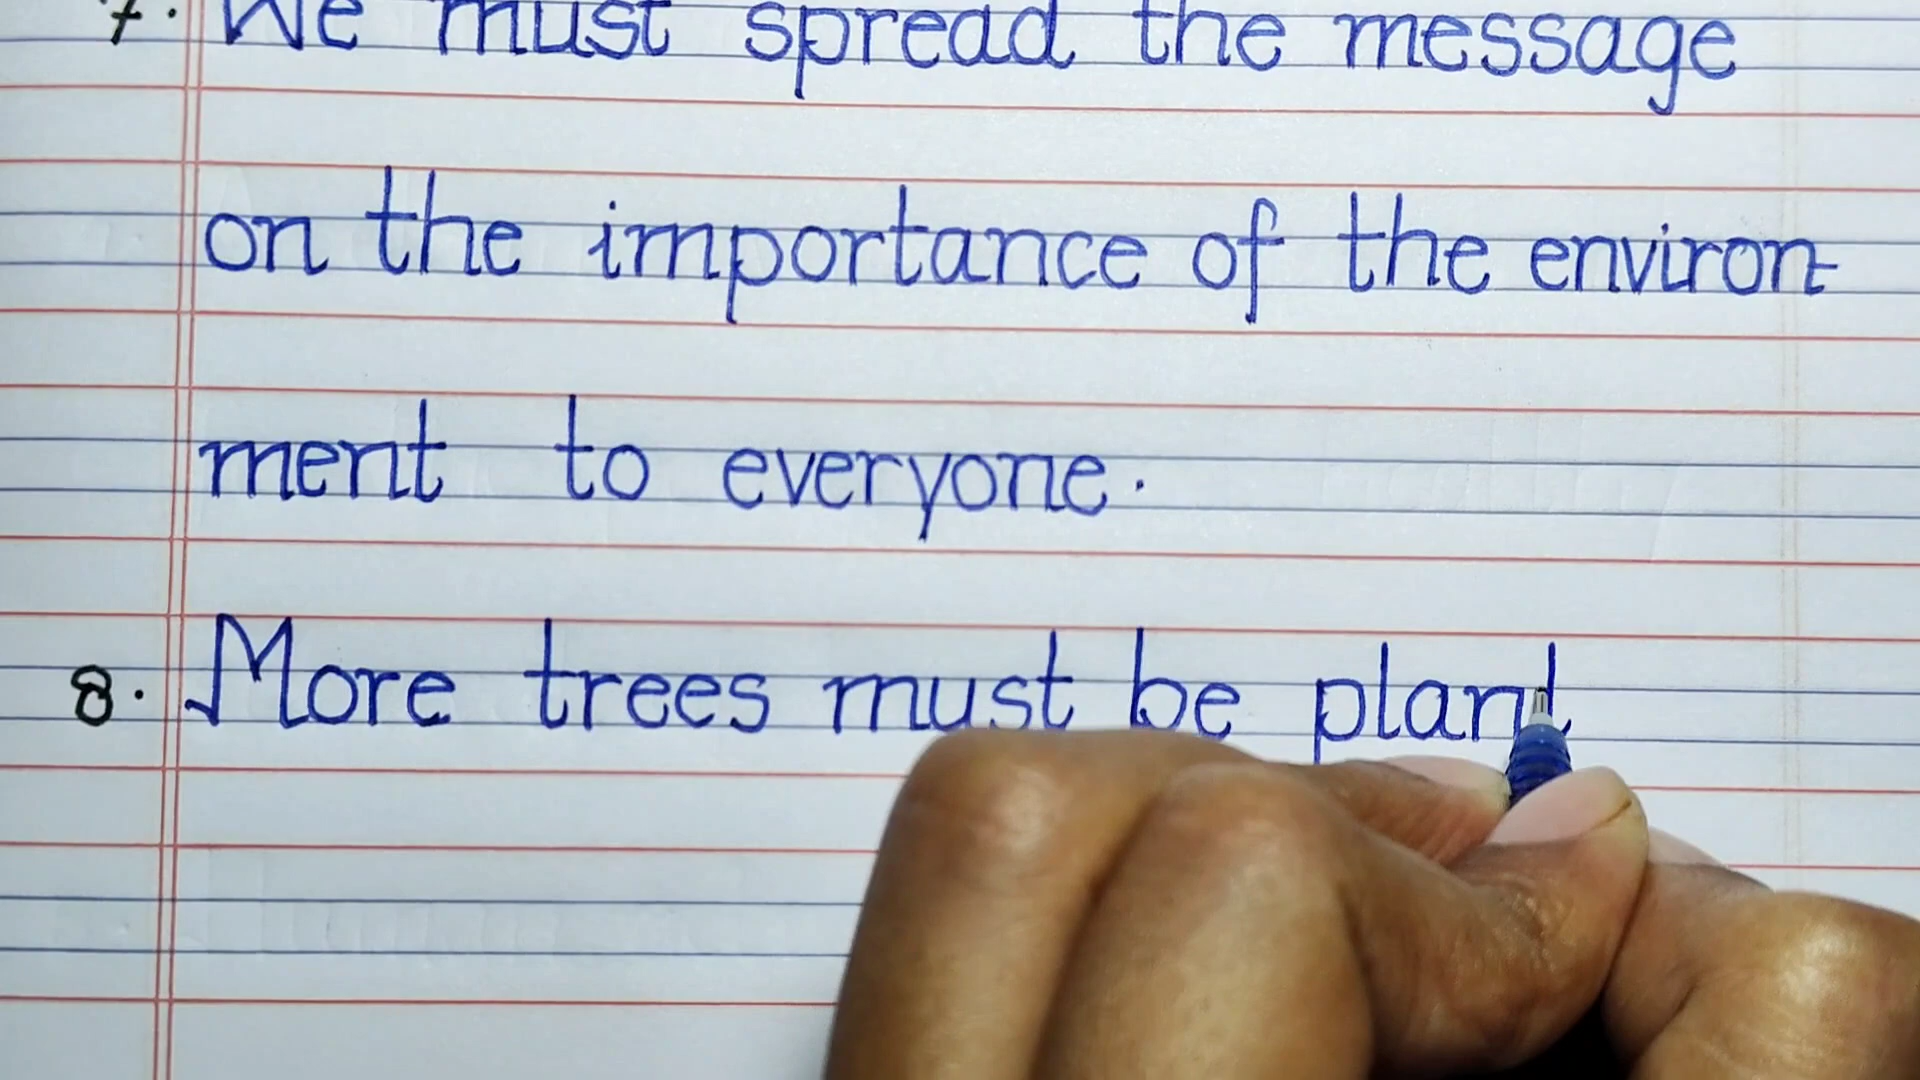 7. We must spread the message
on the importance of the environ-
ment to everyone.
8. More trees must be plant